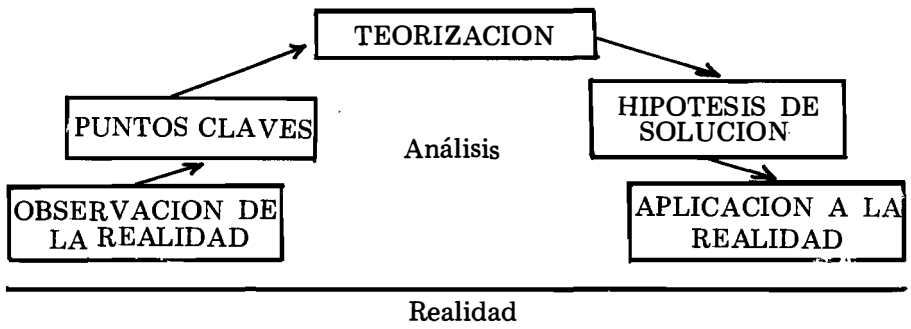 TEORIZACION
PUNTOS CLAVES
HIPOTESIS DE
SOLUCION
Análisis
OBSERVACION DE
LA REALIDAD
APLICACION A LA
REALIDAD
Realidad